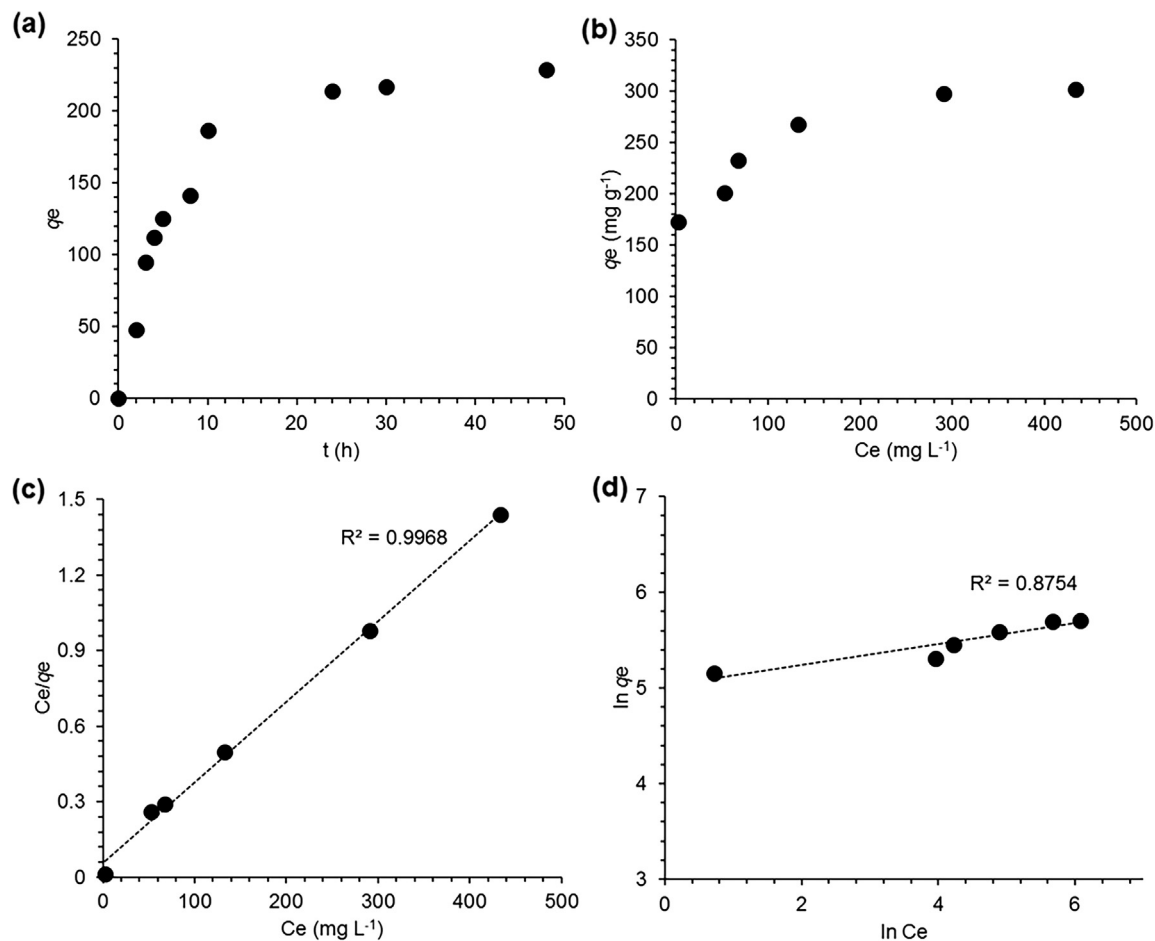 (a)
250
200
150
100
50
0
qe
0 10 20 30 40 50
t (h)
(b)
350
300
250
200
150
100
50
0
qe (mg g⁻¹)
0 100 200 300 400 500
Ce (mg L⁻¹)
(c)
1.5
1.2
0.9
0.6
0.3
0
Ce/qe
R² = 0.9968
0 100 200 300 400 500
Ce (mg L⁻¹)
(d)
7
6
5
4
3
ln qe
R² = 0.8754
0 2 4 6
ln Ce